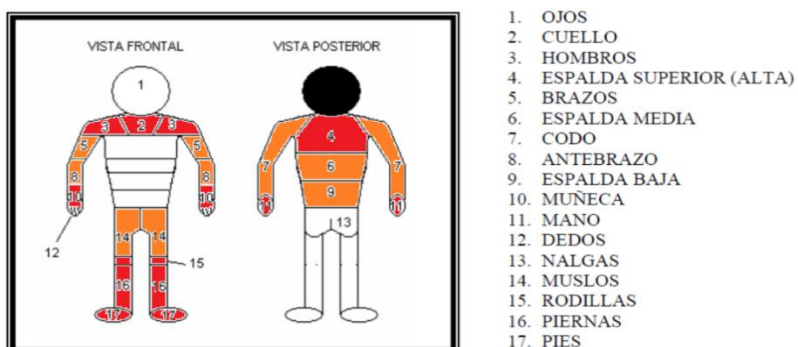 VISTA FRONTAL
VISTA POSTERIOR
1
3 2 3
5 5
8 8
10 10
12
14 14
15
16 16
17 17
4
7 7
6
9
11 11
13
1. OJOS
2. CUELLO
3. HOMBROS
4. ESPALDA SUPERIOR (ALTA)
5. BRAZOS
6. ESPALDA MEDIA
7. CODO
8. ANTEBRAZO
9. ESPALDA BAJA
10. MUÑECA
11. MANO
12. DEDOS
13. NALGAS
14. MUSLOS
15. RODILLAS
16. PIERNAS
17. PIES